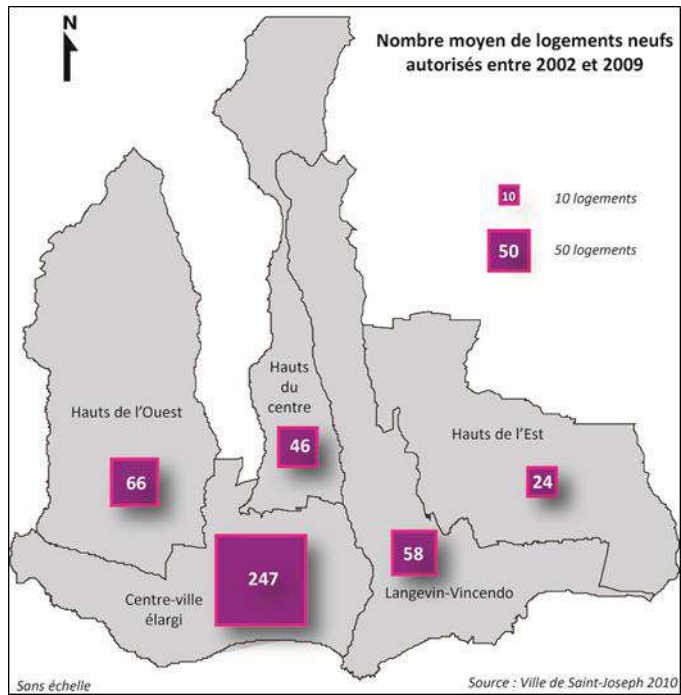 N
Nombre moyen de logements neufs
autorisés entre 2002 et 2009
10
10 logements
50
50 logements
Hauts
du
centre
Hauts de l'Ouest
Hauts de l'Est
46
66
24
58
247
Centre-ville
élargi
Langevin-Vincendo
Sans échelle
Source : Ville de Saint-Joseph 2010